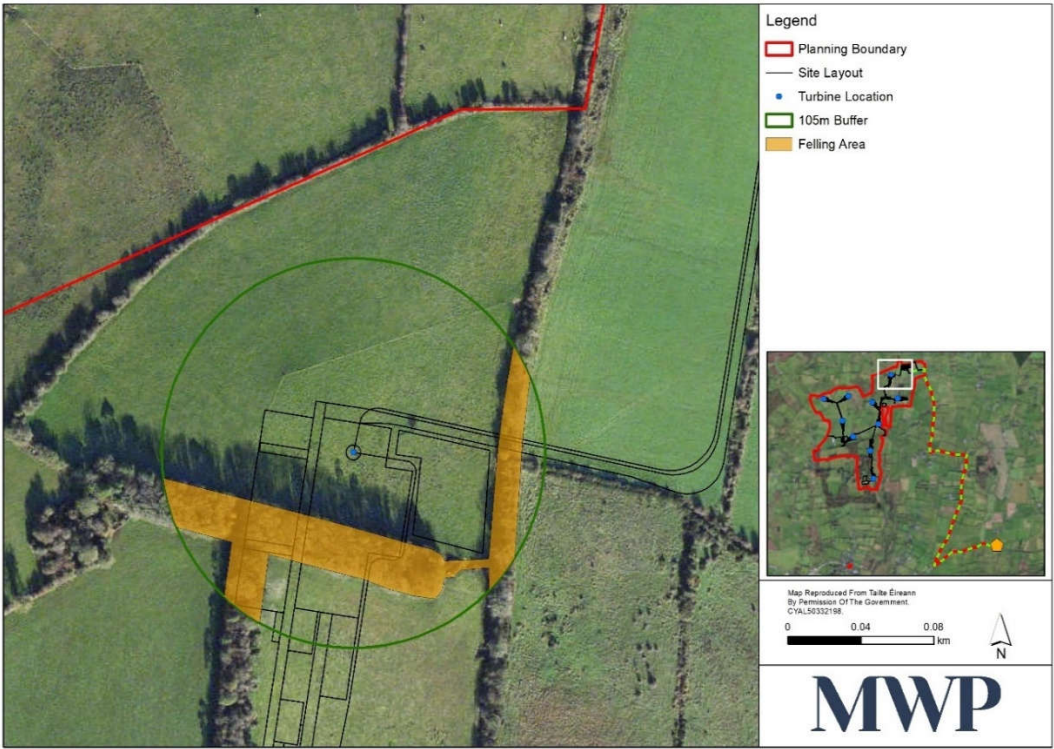 Legend
Planning Boundary
Site Layout
Turbine Location
105m Buffer
Felling Area
Map Reproduced From Tailte Éireann
By Permission Of The Government.
CYAL50332198.
0 0.04 0.08
km
N
MWP